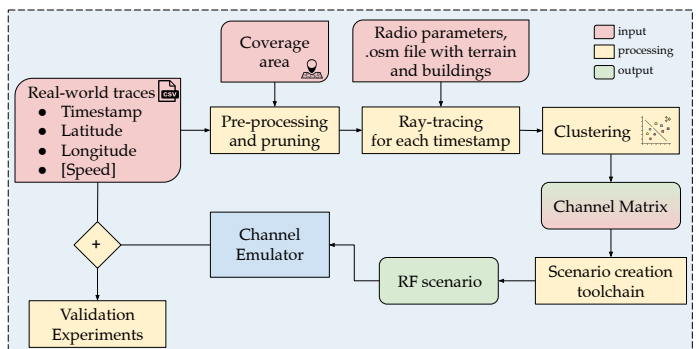 Coverage
area
Radio parameters,
.osm file with terrain
and buildings
input
processing
output
Real-world traces
CSV
● Timestamp
● Latitude
● Longitude
● [Speed]
Pre-processing
and pruning
Ray-tracing
for each timestamp
Clustering
Channel Matrix
Channel
Emulator
+
RF scenario
Scenario creation
toolchain
Validation
Experiments